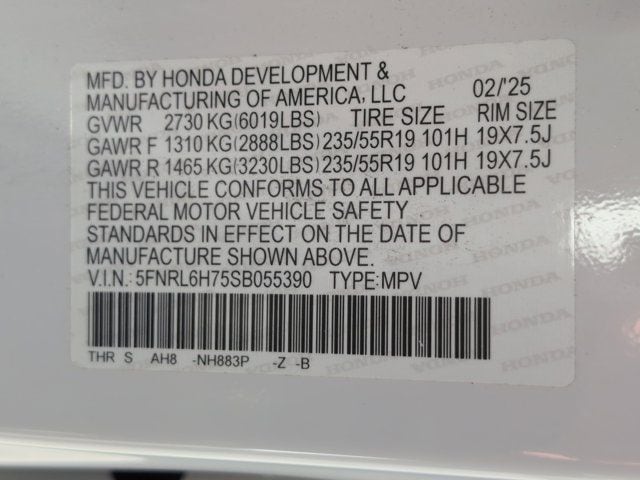 MFD. BY HONDA DEVELOPMENT &
MANUFACTURING OF AMERICA, LLC 02/'25
GVWR 2730 KG(6019LBS) TIRE SIZE RIM SIZE
GAWR F 1310 KG(2888LBS) 235/55R19 101H 19X7.5J
GAWR R 1465 KG(3230LBS) 235/55R19 101H 19X7.5J
THIS VEHICLE CONFORMS TO ALL APPLICABLE
FEDERAL MOTOR VEHICLE SAFETY
STANDARDS IN EFFECT ON THE DATE OF
MANUFACTURE SHOWN ABOVE.
V.I.N.: 5FNRL6H75SB055390 TYPE:MPV
THR S AH8 -NH883P -Z -B